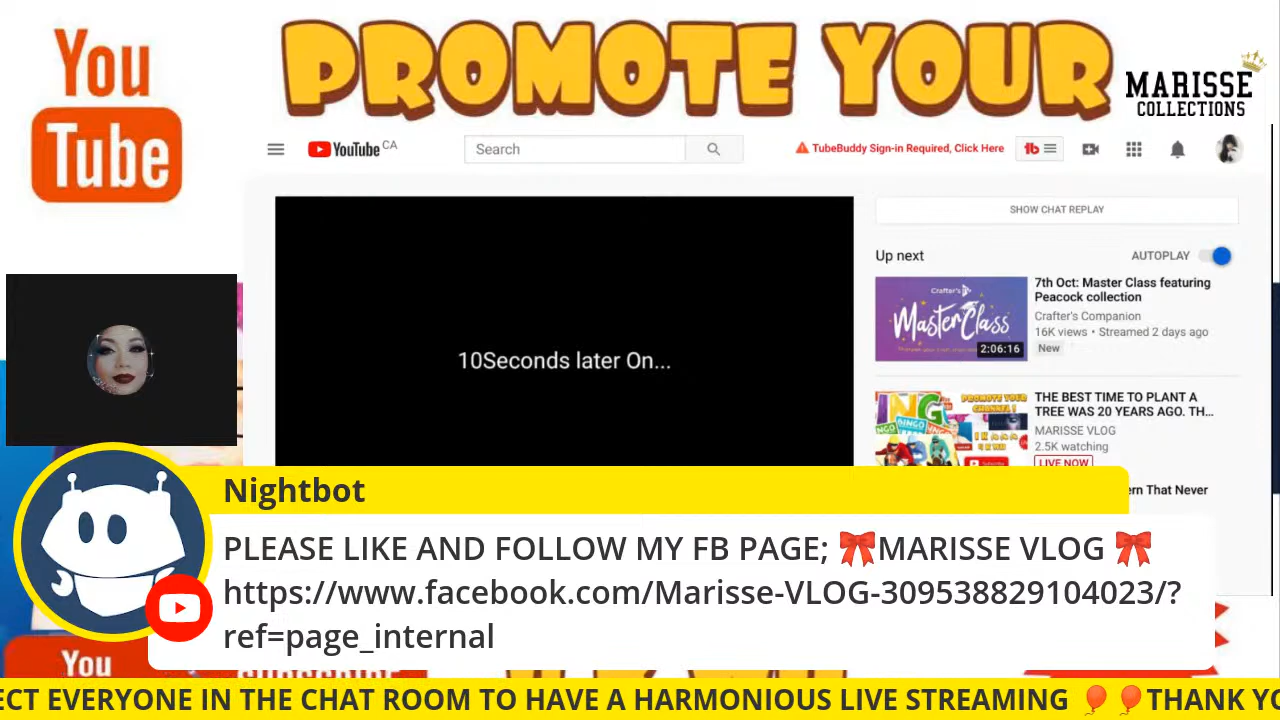 You
Tube
PROMOTE YOUR
MARISSE
COLLECTIONS
YouTube CA
Search
TubeBuddy Sign-in Required, Click Here
tb
SHOW CHAT REPLAY
10Seconds later On...
Up next
AUTOPLAY
Crafter's
MasterClass
2:06:16
7th Oct: Master Class featuring
Peacock collection
Crafter's Companion
16K views • Streamed 2 days ago
New
THE BEST TIME TO PLANT A
TREE WAS 20 YEARS AGO. TH...
MARISSE VLOG
2.5K watching
LIVE NOW
ern That Never
Nightbot
PLEASE LIKE AND FOLLOW MY FB PAGE; 🎀MARISSE VLOG 🎀
https://www.facebook.com/Marisse-VLOG-309538829104023/?
ref=page_internal
You
ECT EVERYONE IN THE CHAT ROOM TO HAVE A HARMONIOUS LIVE STREAMING 🎈🎈THANK YO